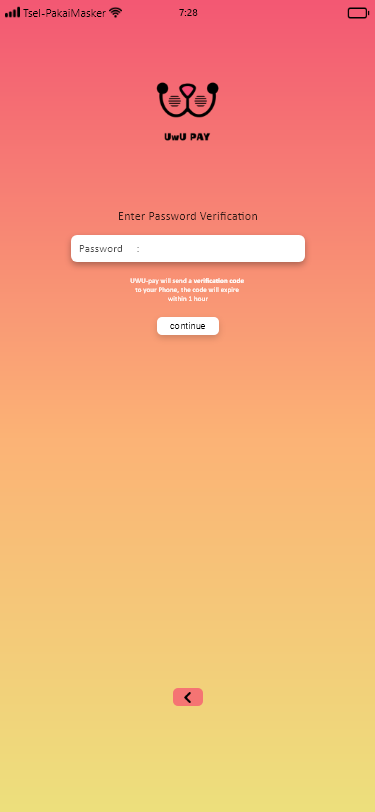 Tsel-PakaiMasker 7:28
UwU PAY
Enter Password Verification
Password :
UWU-pay will send a verification code
to your Phone, the code will expire
within 1 hour
continue